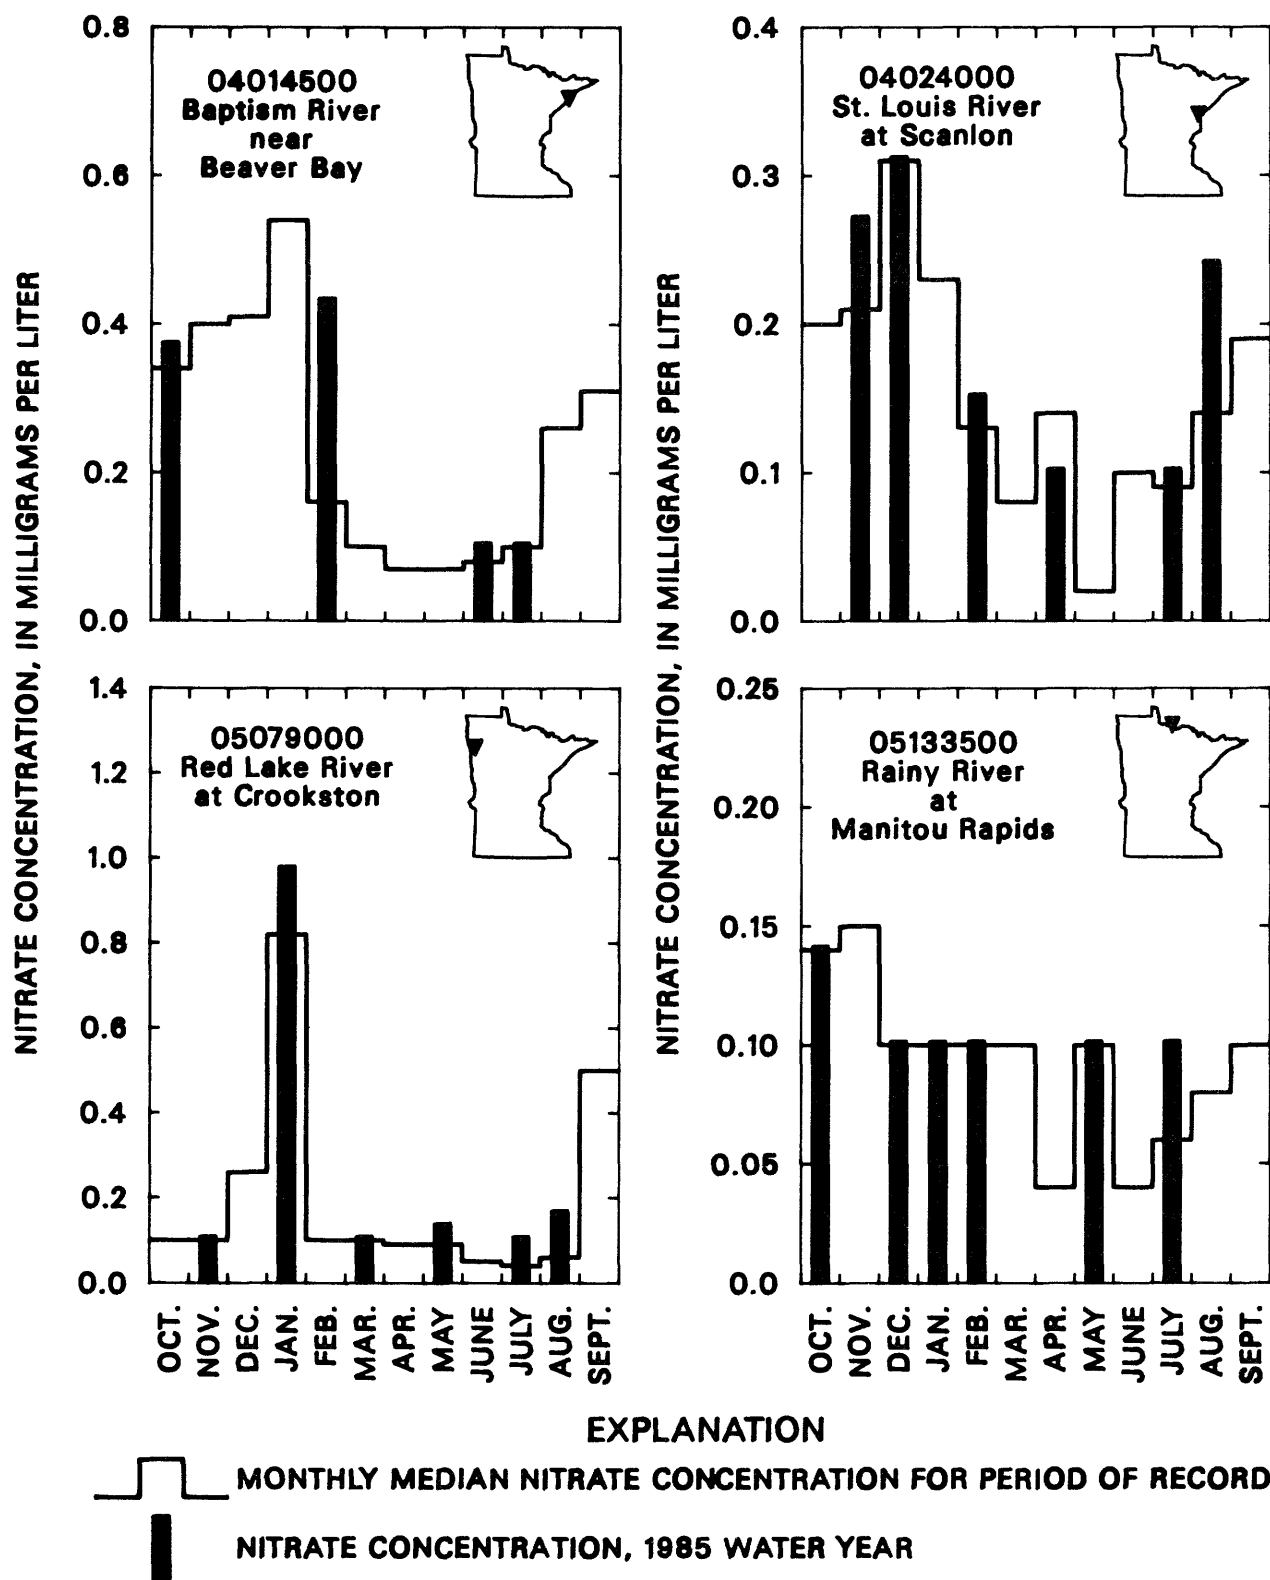 NITRATE CONCENTRATION, IN MILLIGRAMS PER LITER
0.8
0.6
0.4
0.2
0.0
04014500
Baptism River
near
Beaver Bay
NITRATE CONCENTRATION, IN MILLIGRAMS PER LITER
0.4
0.3
0.2
0.1
0.0
04024000
St. Louis River
at Scanlon
1.4
1.2
1.0
0.8
0.6
0.4
0.2
0.0
05079000
Red Lake River
at Crookston
OCT.
NOV.
DEC.
JAN.
FEB.
MAR.
APR.
MAY
JUNE
JULY
AUG.
SEPT.
0.25
0.20
0.15
0.10
0.05
0.0
05133500
Rainy River
at
Manitou Rapids
OCT.
NOV.
DEC.
JAN.
FEB.
MAR.
APR.
MAY
JUNE
JULY
AUG.
SEPT.
EXPLANATION
MONTHLY MEDIAN NITRATE CONCENTRATION FOR PERIOD OF RECORD
NITRATE CONCENTRATION, 1985 WATER YEAR